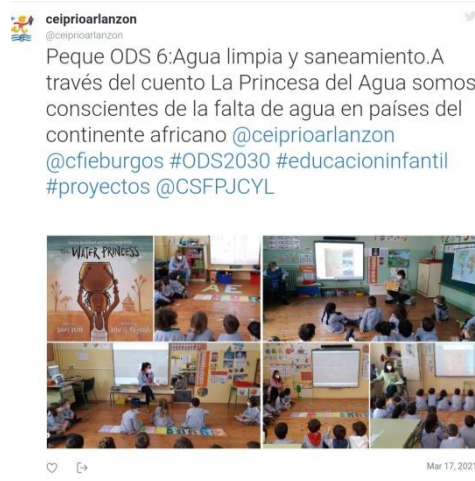 ceiprioarlanzon
@ceiprioarlanzon
Peque ODS 6:Agua limpia y saneamiento.A
través del cuento La Princesa del Agua somos
conscientes de la falta de agua en países del
continente africano @ceiprioarlanzon
@cfieburgos #ODS2030 #educacioninfantil
#proyectos @CSFPJCYL
THE WATER PRINCESS
AE
Mar 17, 2021